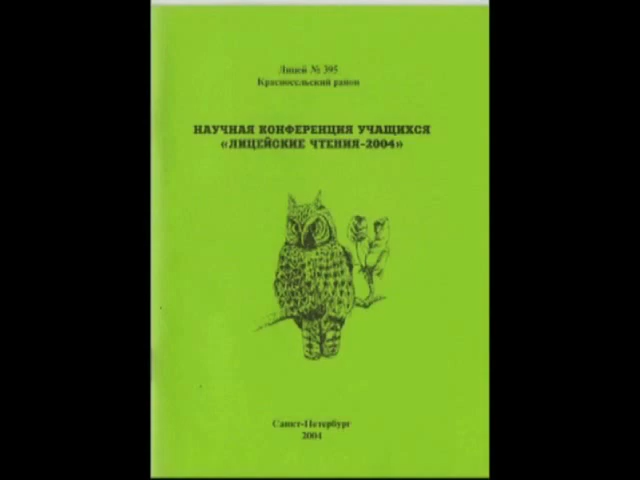 Лицей № 395
Красносельский район
НАУЧНАЯ КОНФЕРЕНЦИЯ УЧАЩИХСЯ
«ЛИЦЕЙСКИЕ ЧТЕНИЯ-2004»
Санкт-Петербург
2004